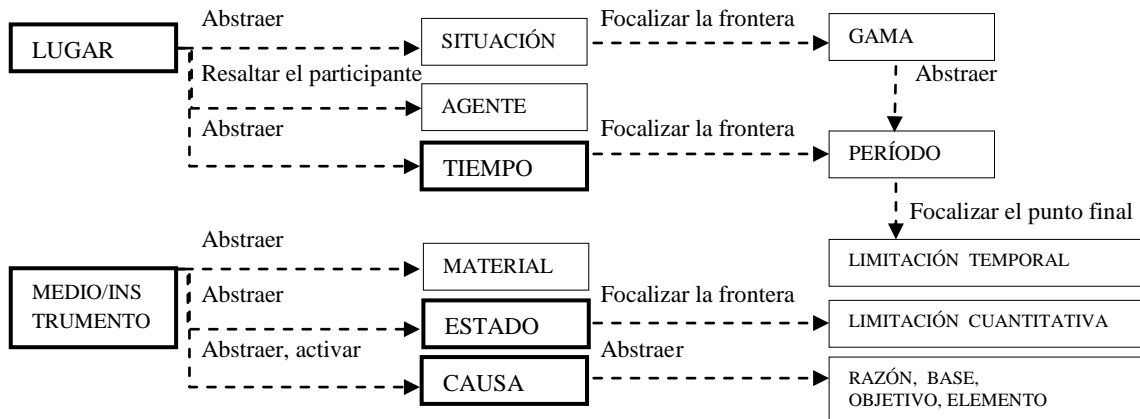 Abstraer
Focalizar la frontera
LUGAR
SITUACIÓN
GAMA
Resaltar el participante
Abstraer
AGENTE
Abstraer
Focalizar la frontera
TIEMPO
PERÍODO
Focalizar el punto final
Abstraer
MATERIAL
LIMITACIÓN TEMPORAL
MEDIO/INS
TRUMENTO
Abstraer
Focalizar la frontera
ESTADO
LIMITACIÓN CUANTITATIVA
Abstraer, activar
Abstraer
CAUSA
RAZÓN, BASE,
OBJETIVO, ELEMENTO